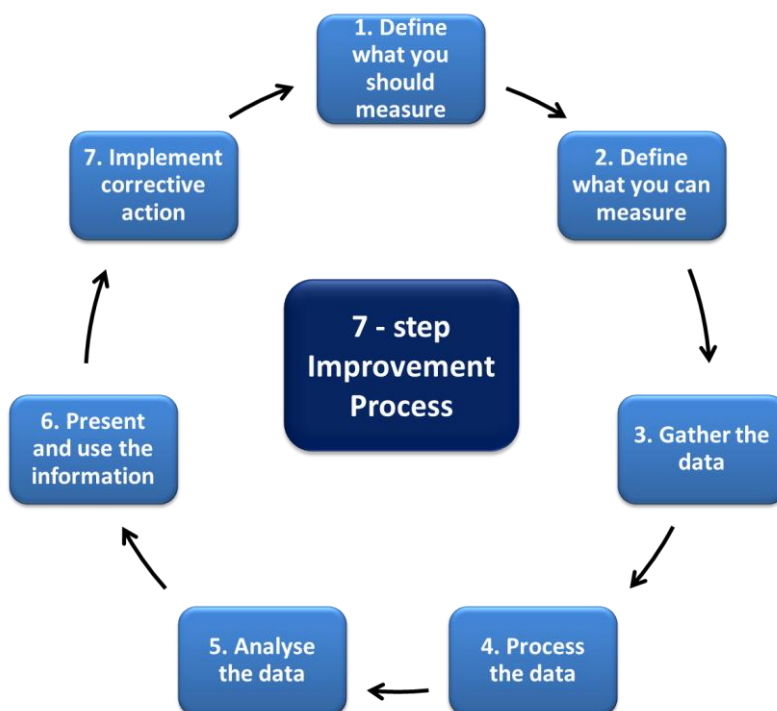 1. Define
what you
should
measure
2. Define
what you can
measure
3. Gather the
data
4. Process
the data
5. Analyse
the data
6. Present
and use the
information
7. Implement
corrective
action
7 - step
Improvement
Process